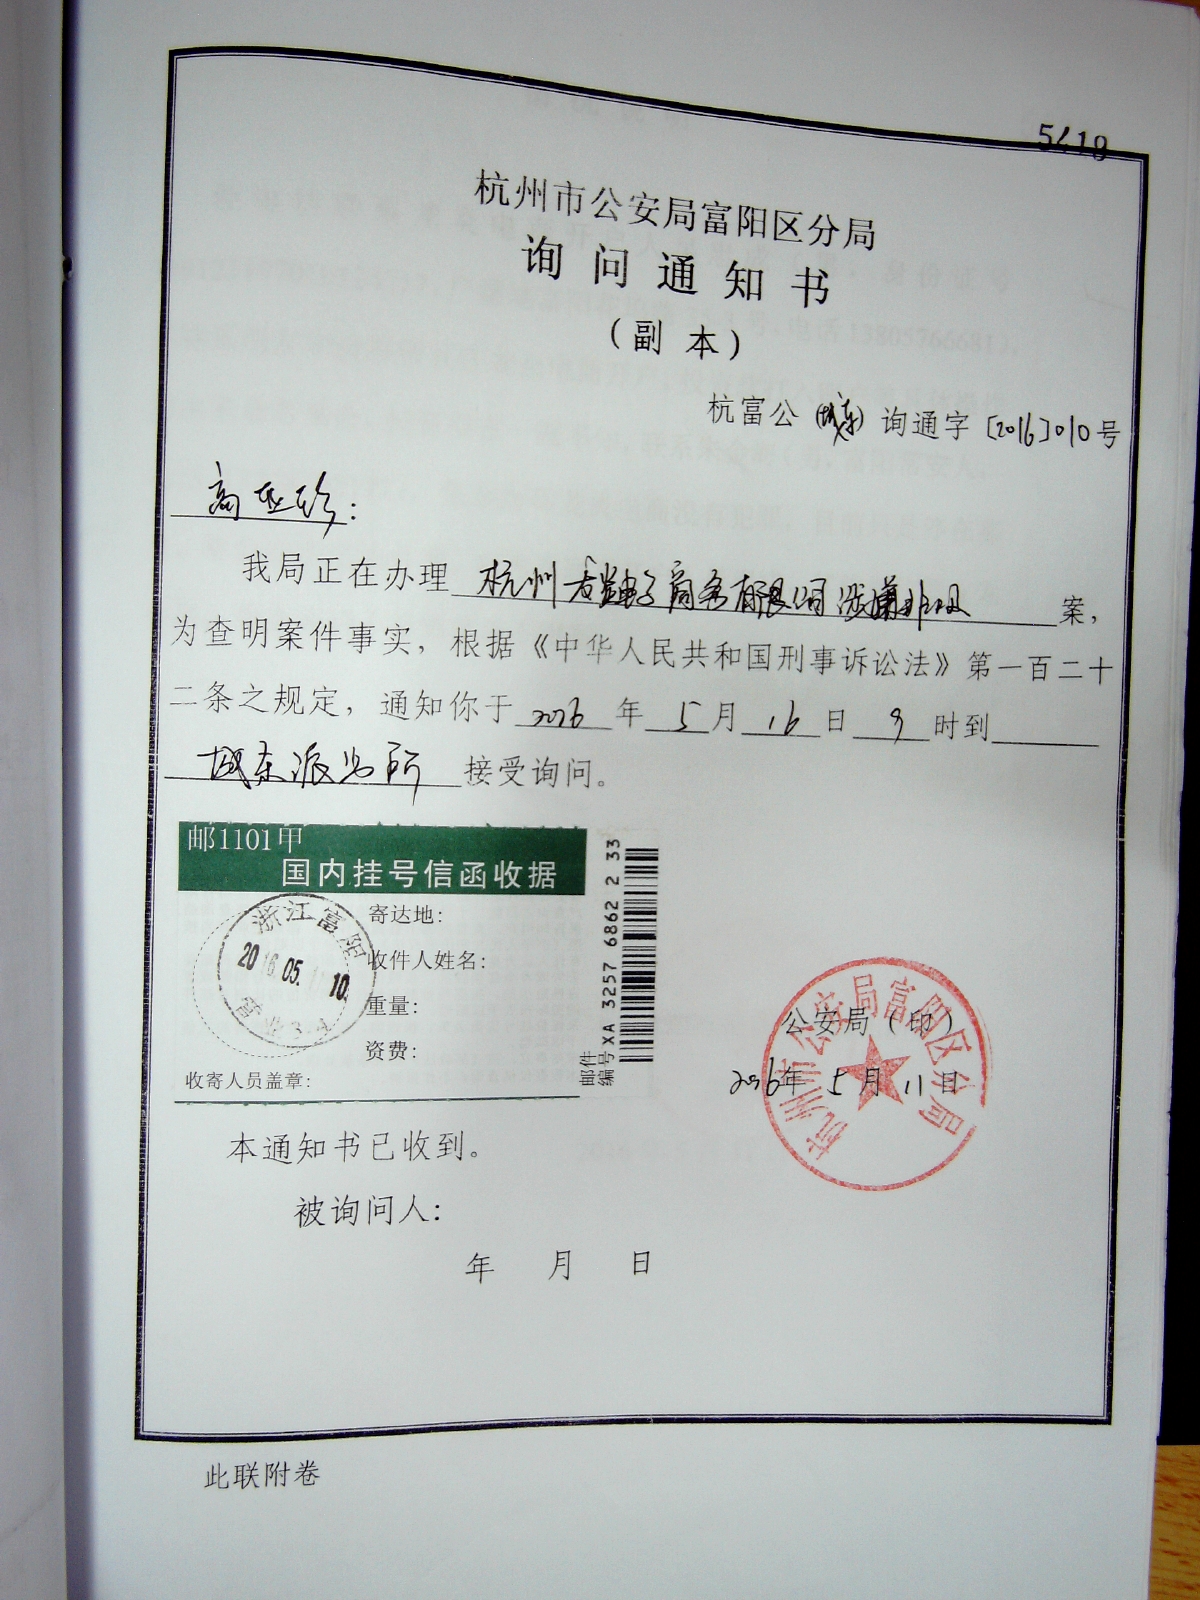 5419
杭州市公安局富阳区分局
询问通知书
（副本）
杭富公（城东）询通字〔2016〕010号
高亚珍：
我局正在办理杭州 电子商务有限公司涉嫌非吸案，
为查明案件事实，根据《中华人民共和国刑事诉讼法》第一百二十
二条之规定，通知你于2016年5月16日9时到
城东派出所接受询问。
邮1101甲
国内挂号信函收据
寄达地：
收件人姓名：
重量：
资费：
收寄人员盖章：
浙江富阳
2016.05.1 10
营业
邮件
编号XA 3257 6862 2 33
杭州市公安局富阳区分局
公安局（印）
2016年5月11日
本通知书已收到。
被询问人：
年 月 日
此联附卷